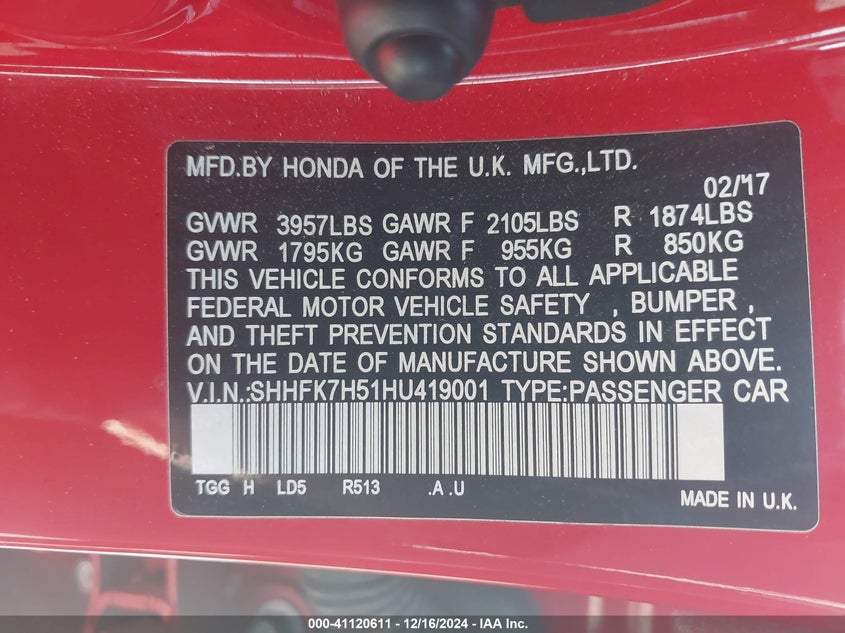 MFD.BY HONDA OF THE U.K. MFG.,LTD.
02/17
GVWR 3957LBS GAWR F 2105LBS R 1874LBS
GVWR 1795KG GAWR F 955KG R 850KG
THIS VEHICLE CONFORMS TO ALL APPLICABLE
FEDERAL MOTOR VEHICLE SAFETY , BUMPER ,
AND THEFT PREVENTION STANDARDS IN EFFECT
ON THE DATE OF MANUFACTURE SHOWN ABOVE.
V.I.N.:SHHFK7H51HU419001 TYPE:PASSENGER CAR
TGG H LD5 R513 .A .U
MADE IN U.K.
000-41120611 - 12/16/2024 - IAA Inc.